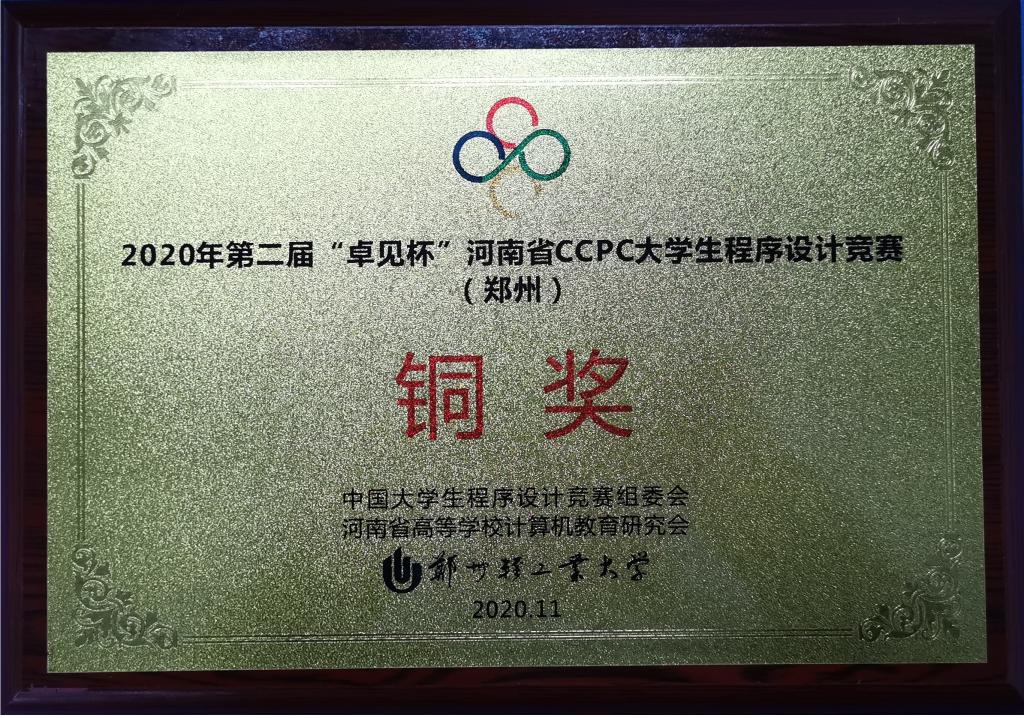 2020年第二届“卓见杯”河南省CCPC大学生程序设计竞赛
（郑州）
铜 奖
中国大学生程序设计竞赛组委会
河南省高等学校计算机教育研究会
郑州轻工业大学
2020.11